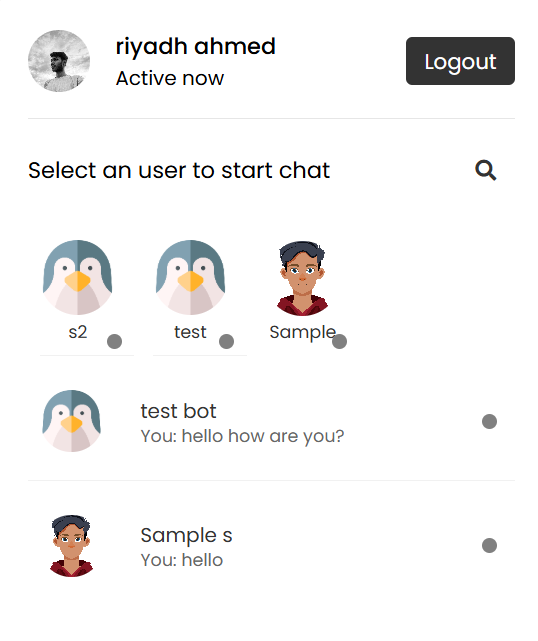 riyadh ahmed
Active now
Logout
Select an user to start chat
s2
test
Sample
test bot
You: hello how are you?
Sample s
You: hello